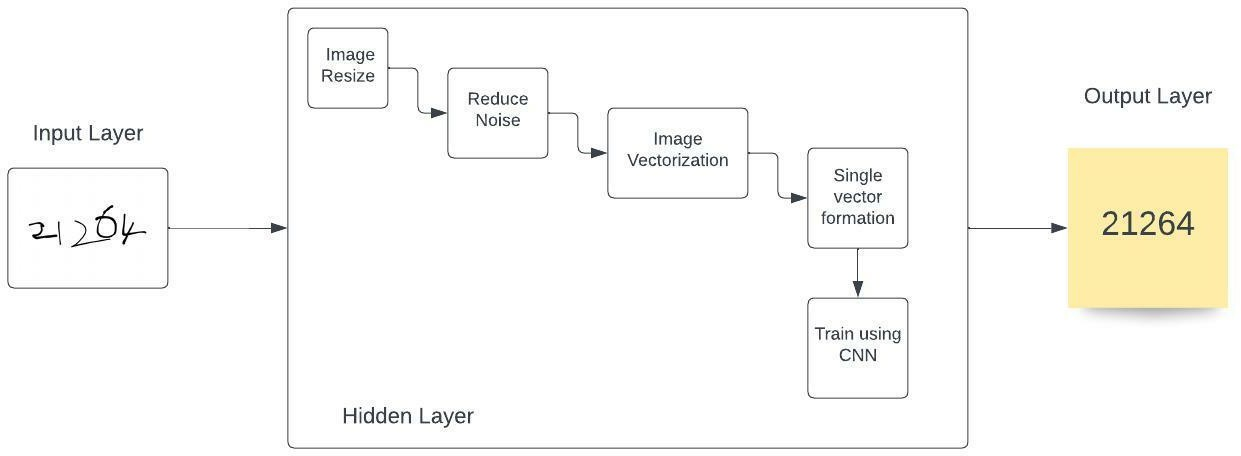 Input Layer
21264
Image
Resize
Reduce
Noise
Image
Vectorization
Single
vector
formation
Train using
CNN
Hidden Layer
Output Layer
21264